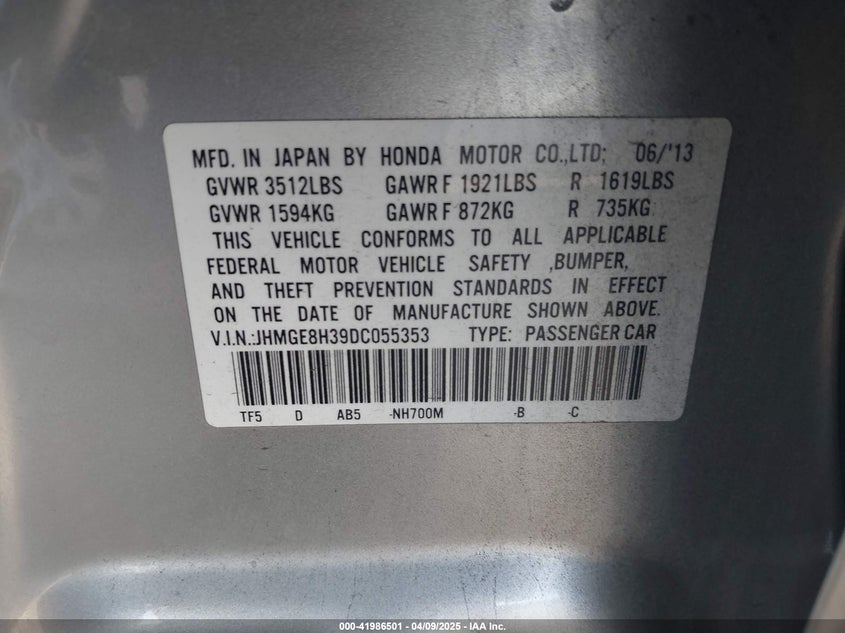 MFD. IN JAPAN BY HONDA MOTOR CO.,LTD; 06/'13
GVWR 3512LBS GAWR F 1921LBS R 1619LBS
GVWR 1594KG GAWR F 872KG R 735KG
THIS VEHICLE CONFORMS TO ALL APPLICABLE
FEDERAL MOTOR VEHICLE SAFETY ,BUMPER,
AND THEFT PREVENTION STANDARDS IN EFFECT
ON THE DATE OF MANUFACTURE SHOWN ABOVE.
V.I.N.:JHMGE8H39DC055353 TYPE: PASSENGER CAR
TF5 D AB5 -NH700M -B -C
000-41986501 - 04/09/2025 - IAA Inc.